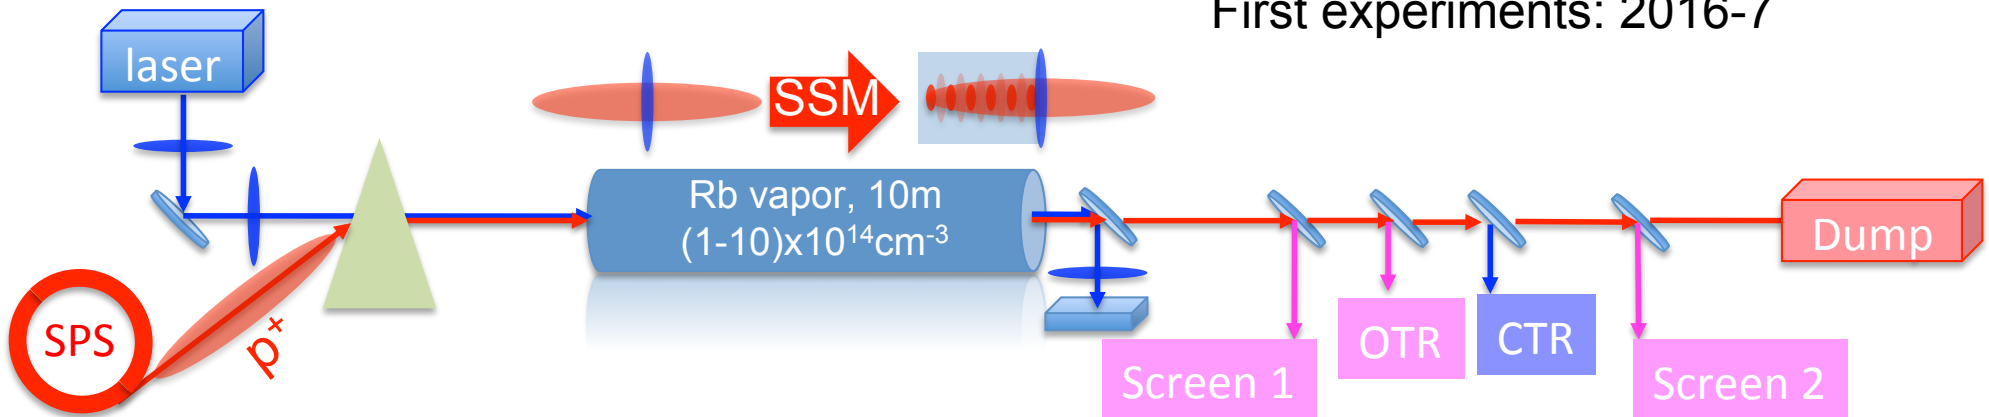 First experiments: 2016-7
laser
SSM
Rb vapor, 10m
(1-10)x10¹⁴cm⁻³
Dump
SPS
p⁺
OTR
CTR
Screen 1
Screen 2